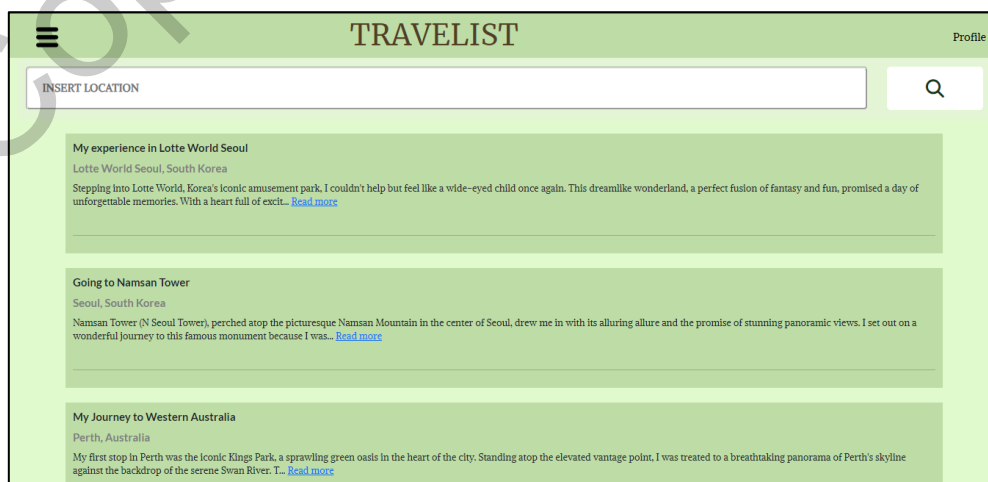 TRAVELIST
Profile
INSERT LOCATION
My experience in Lotte World Seoul
Lotte World Seoul, South Korea
Stepping into Lotte World, Korea's iconic amusement park, I couldn't help but feel like a wide-eyed child once again. This dreamlike wonderland, a perfect fusion of fantasy and fun, promised a day of
unforgettable memories. With a heart full of excit... Read more
Going to Namsan Tower
Seoul, South Korea
Namsan Tower (N Seoul Tower), perched atop the picturesque Namsan Mountain in the center of Seoul, drew me in with its alluring allure and the promise of stunning panoramic views. I set out on a
wonderful journey to this famous monument because I was... Read more
My Journey to Western Australia
Perth, Australia
My first stop in Perth was the iconic Kings Park, a sprawling green oasis in the heart of the city. Standing atop the elevated vantage point, I was treated to a breathtaking panorama of Perth's skyline
against the backdrop of the serene Swan River. T... Read more